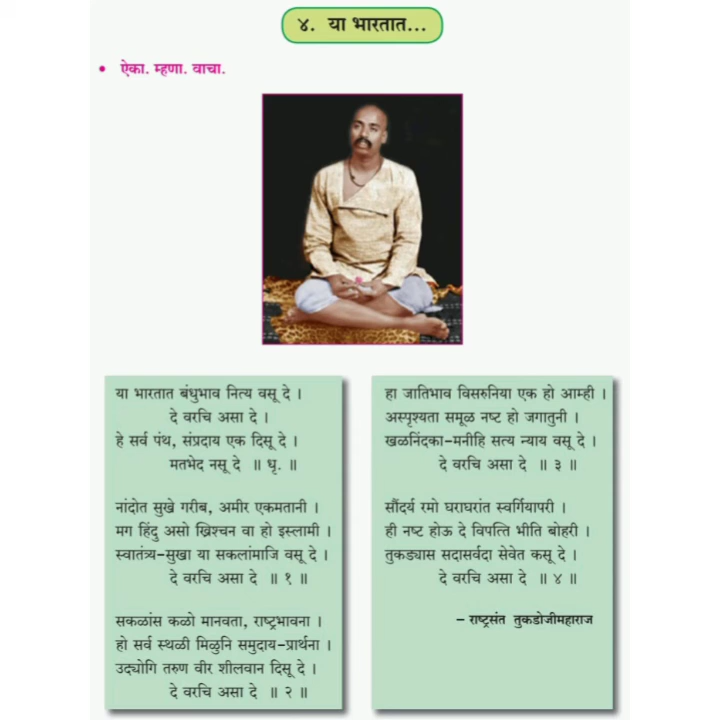 ४. या भारतात...
• ऐका. म्हणा. वाचा.
या भारतात बंधुभाव नित्य वसू दे ।
दे वरचि असा दे ।
हे सर्व पंथ, संप्रदाय एक दिसू दे ।
मतभेद नसू दे ॥ धृ. ॥
नांदोत सुखे गरीब, अमीर एकमतानी ।
मग हिंदू असो ख्रिश्चन वा हो इस्लामी ।
स्वातंत्र्य-सुखा या सकलांमाजि वसू दे ।
दे वरचि असा दे ॥ १ ॥
सकळांस कळो मानवता, राष्ट्रभावना ।
हो सर्व स्थळी मिळुनि समुदाय-प्रार्थना ।
उद्योगि तरुण वीर शीलवान दिसू दे ।
दे वरचि असा दे ॥ २ ॥
हा जातिभाव विसरुनिया एक हो आम्ही ।
अस्पृश्यता समूळ नष्ट हो जगातुनी ।
खळनिंदका-मनीहि सत्य न्याय वसू दे ।
दे वरचि असा दे ॥ ३ ॥
सौंदर्य रमो घराघरांत स्वर्गियापरी ।
ही नष्ट होऊ दे विपत्ति भीति बोहरी ।
तुकड्यास सदासर्वदा सेवेत कसू दे ।
दे वरचि असा दे ॥ ४ ॥
– राष्ट्रसंत तुकडोजीमहाराज